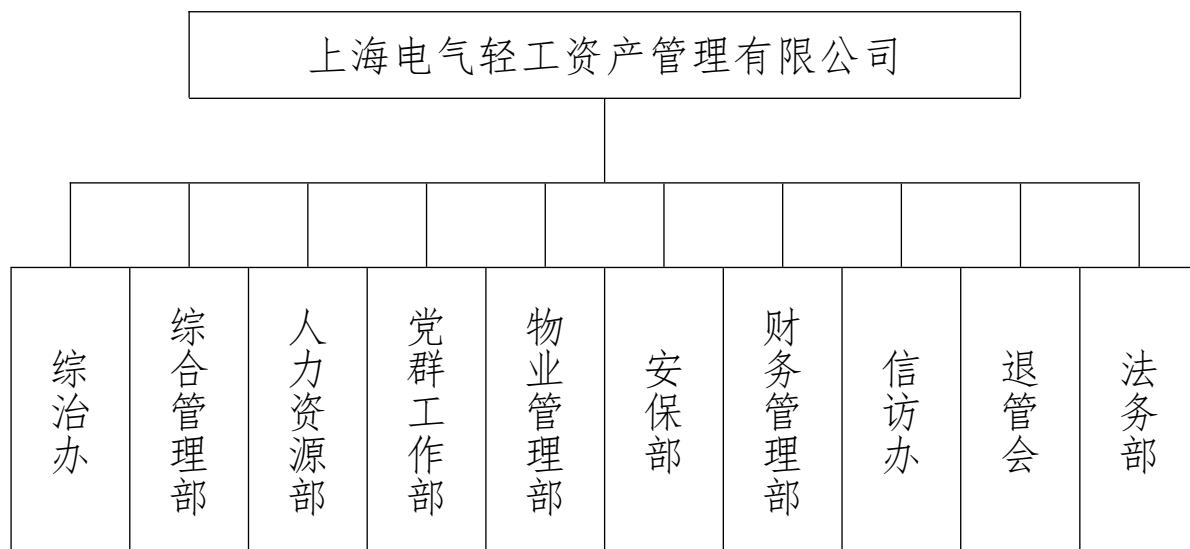 上海电气轻工资产管理有限公司
综治办
综合管理部
人力资源部
党群工作部
物业管理部
安保部
财务管理部
信访办
退管会
法务部